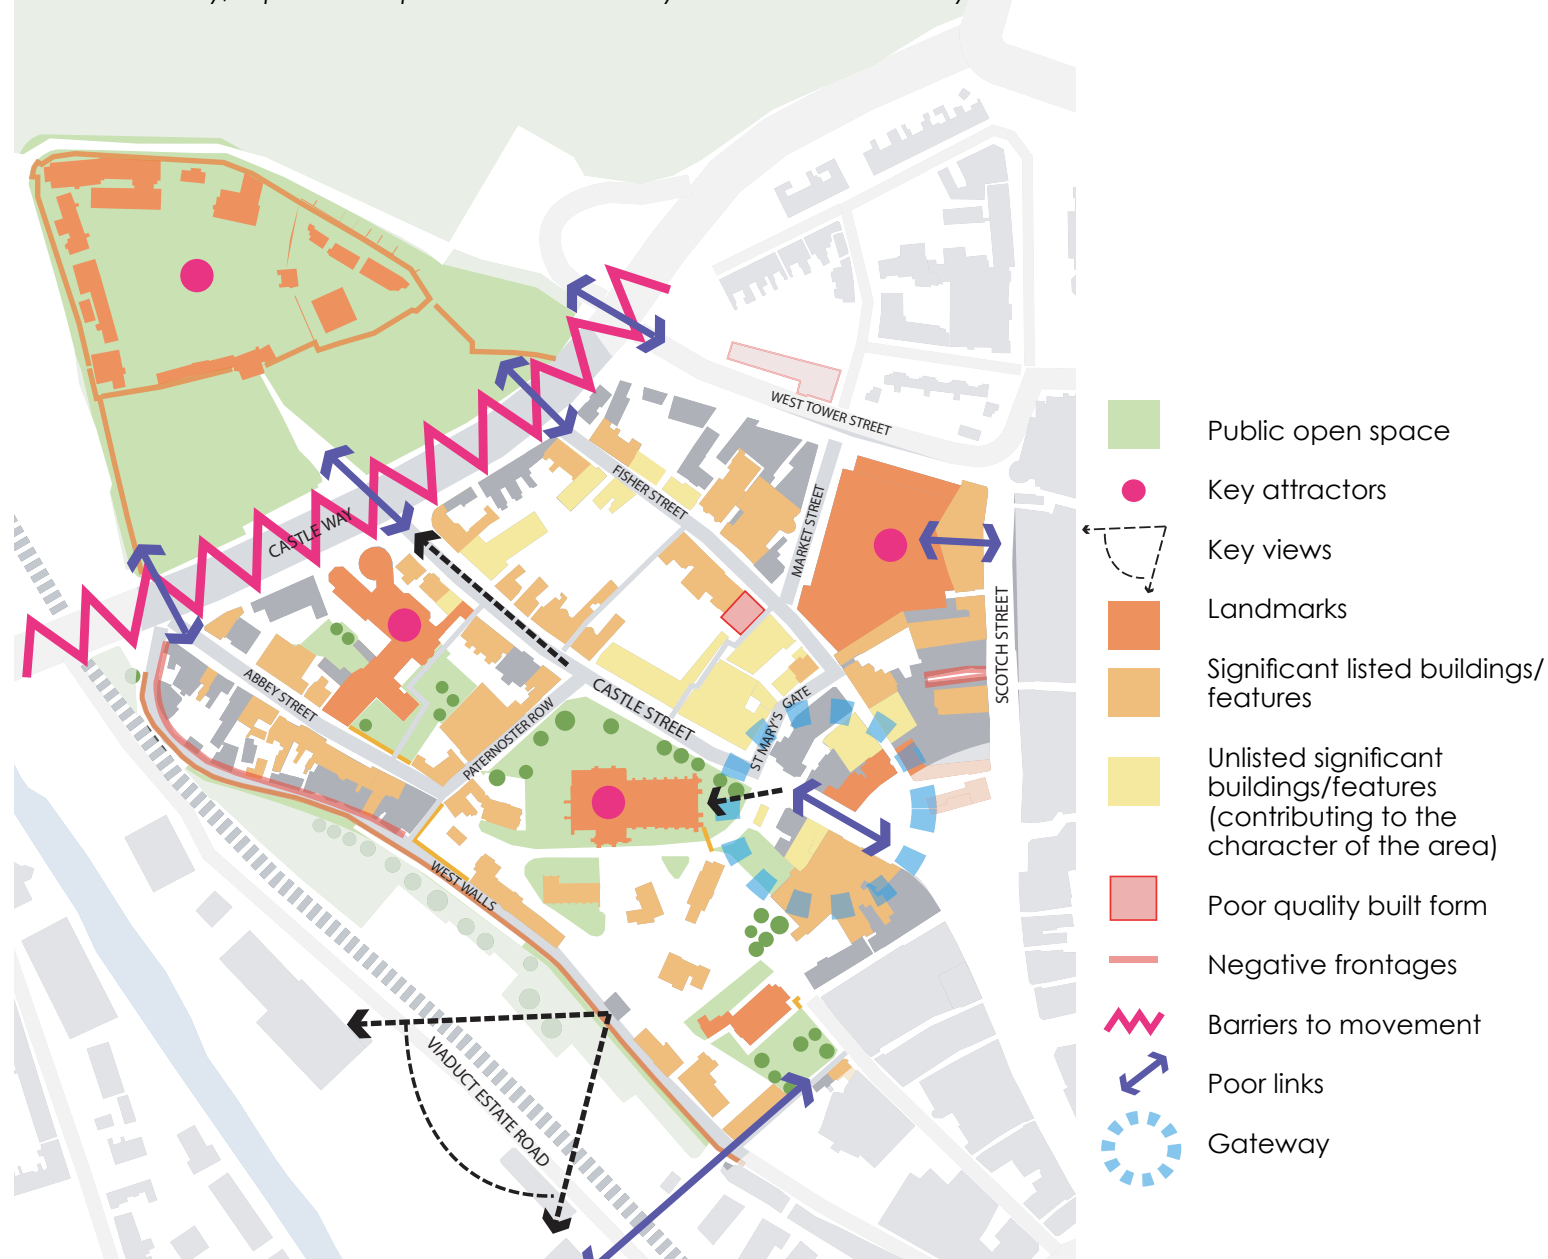 WEST TOWER STREET
FISHER STREET
MARKET STREET
CASTLE WAY
SCOTCH STREET
ABBEY STREET
CASTLE STREET
ST MARY'S GATE
PATERNOSTER ROW
WEST WALLS
VIADUCT ESTATE ROAD
Public open space
Key attractors
Key views
Landmarks
Significant listed buildings/
features
Unlisted significant
buildings/features
(contributing to the
character of the area)
Poor quality built form
Negative frontages
Barriers to movement
Poor links
Gateway